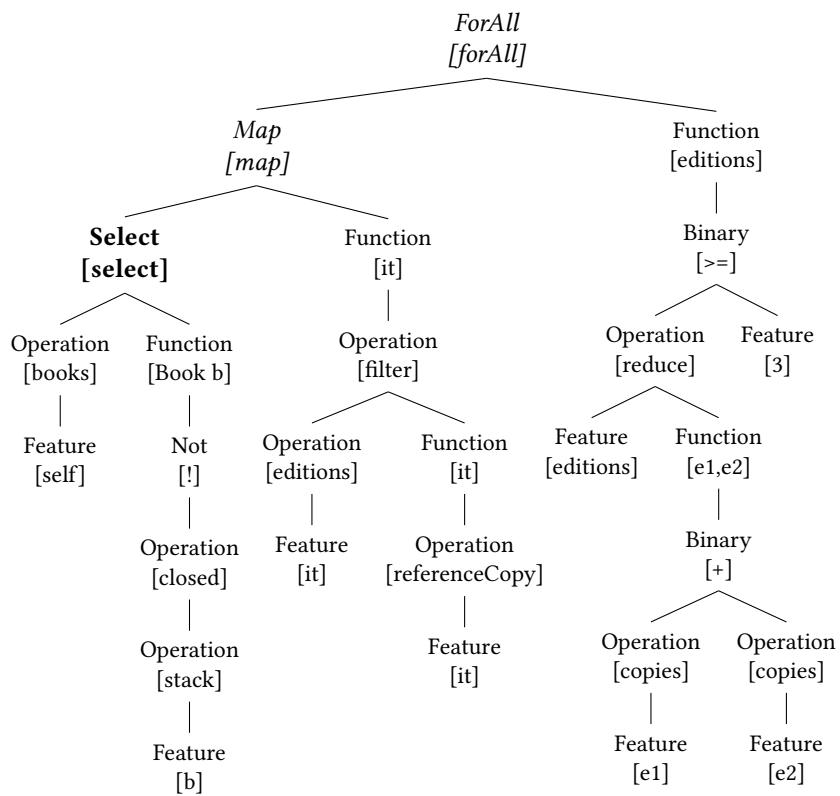 ForAll
[forAll]
Map
[map]
Function
[editions]
Select
[select]
Function
[it]
Binary
[>=]
Operation
[books]
Function
[Book b]
Operation
[filter]
Operation
[reduce]
Feature
[3]
Feature
[self]
Not
[!]
Operation
[editions]
Function
[it]
Feature
[editions]
Function
[e1,e2]
Operation
[closed]
Feature
[it]
Operation
[referenceCopy]
Binary
[+]
Operation
[stack]
Feature
[it]
Operation
[copies]
Operation
[copies]
Feature
[b]
Feature
[e1]
Feature
[e2]